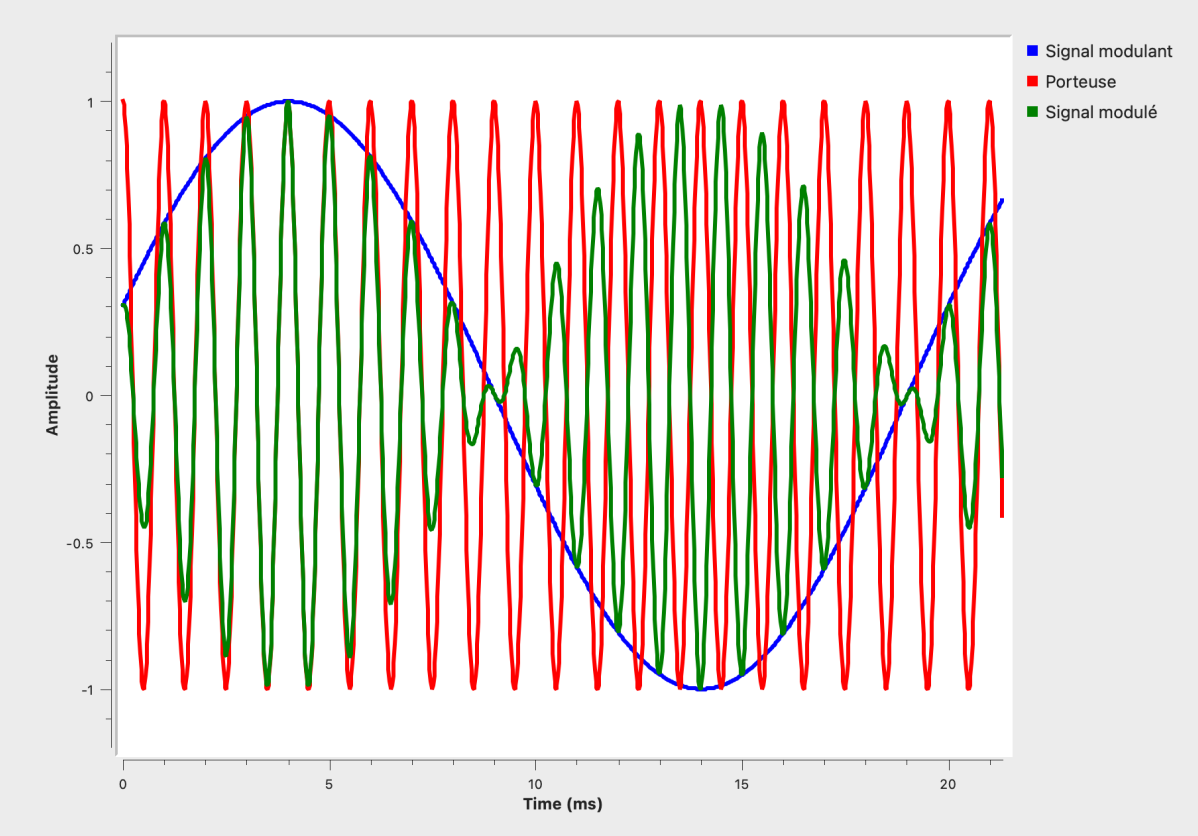 Signal modulant
Porteuse
Signal modulé
1
0.5
0
-0.5
-1
Amplitude
0 5 10 15 20
Time (ms)